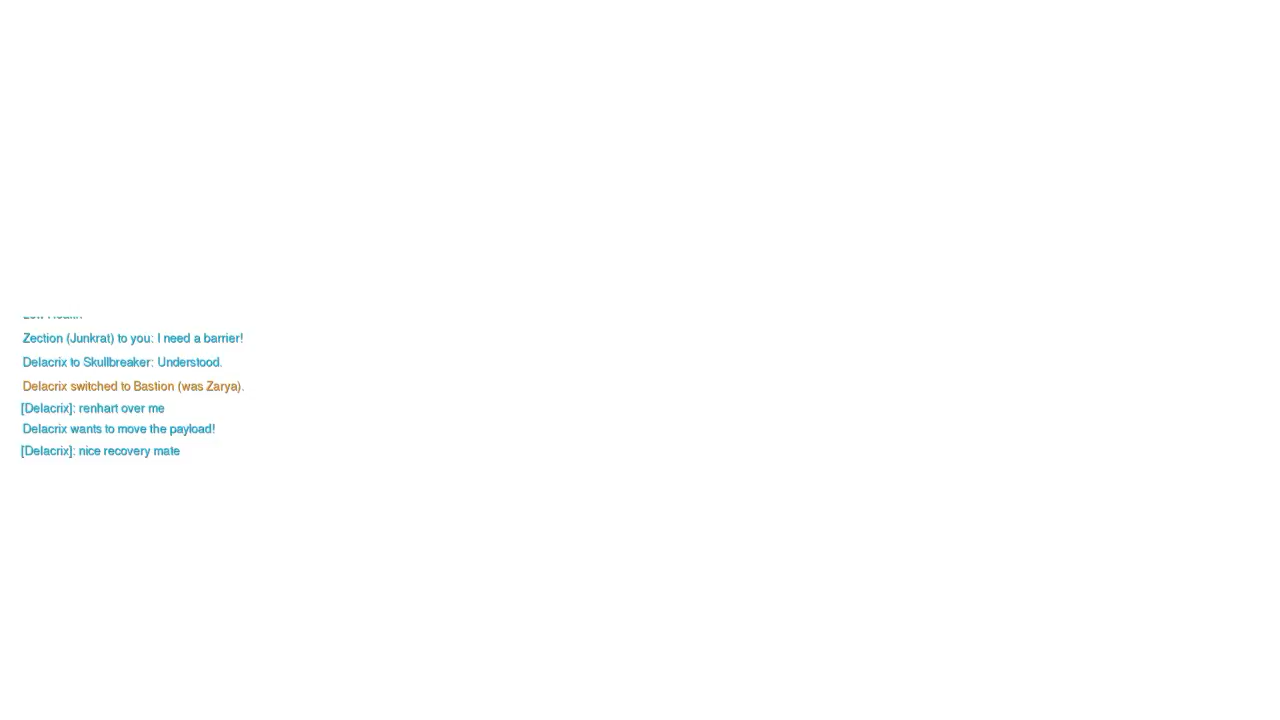 Zection (Junkrat) to you: I need a barrier!
Delacrix to Skullbreaker: Understood.
Delacrix switched to Bastion (was Zarya).
[Delacrix]: renhart over me
Delacrix wants to move the payload!
[Delacrix]: nice recovery mate